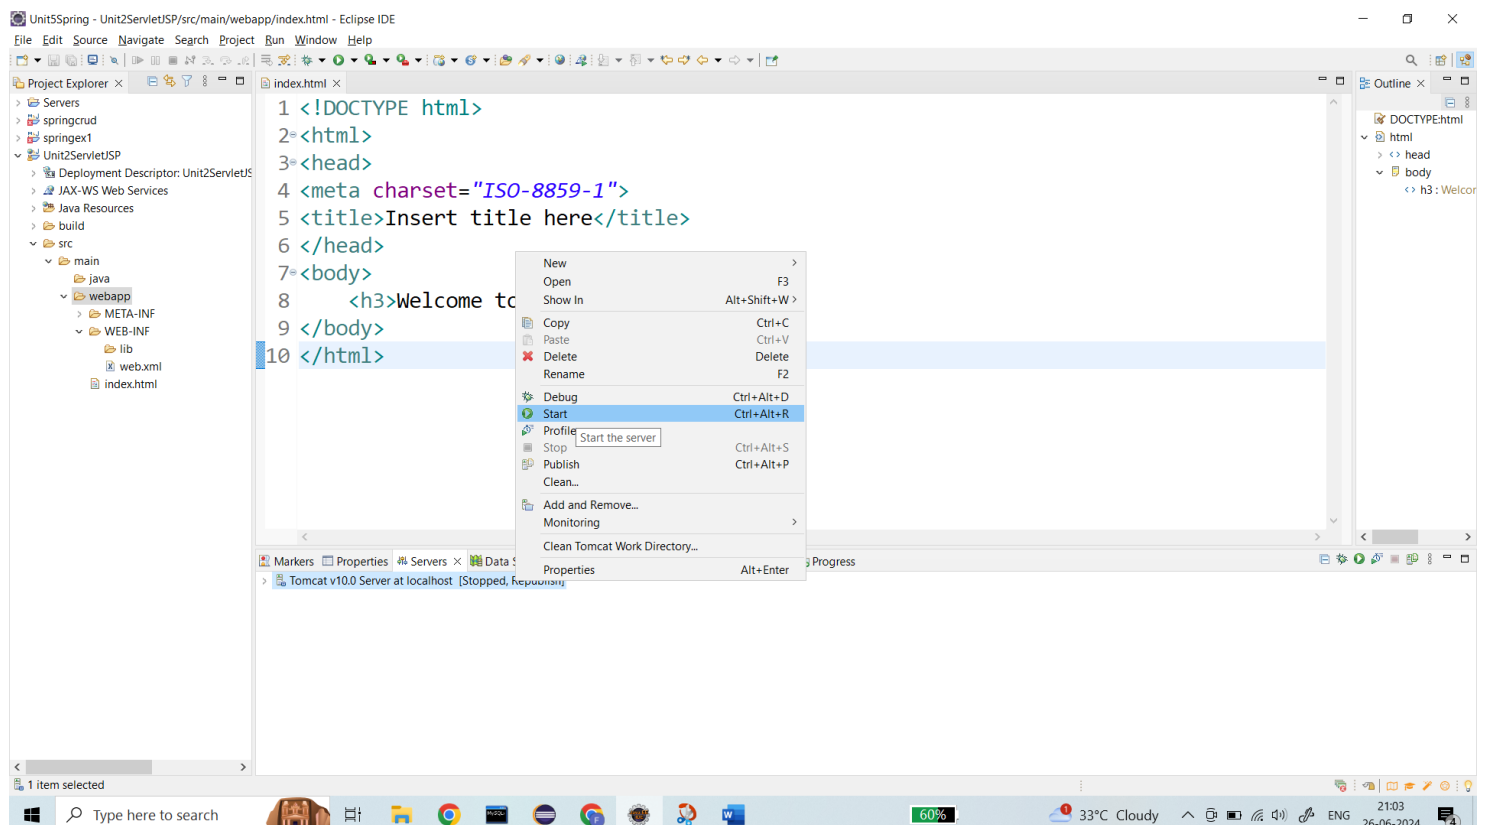 Unit5Spring - Unit2ServletJSP/src/main/webapp/index.html - Eclipse IDE
File Edit Source Navigate Search Project Run Window Help
Project Explorer
Servers
springcrud
springex1
Unit2ServletJSP
Deployment Descriptor: Unit2ServletJS
JAX-WS Web Services
Java Resources
build
src
main
java
webapp
META-INF
WEB-INF
lib
web.xml
index.html
index.html
1 <!DOCTYPE html>
2 <html>
3 <head>
4 <meta charset="ISO-8859-1">
5 <title>Insert title here</title>
6 </head>
7 <body>
8 <h3>Welcome to
9 </body>
10 </html>
New
Open F3
Show In Alt+Shift+W
Copy Ctrl+C
Paste Ctrl+V
Delete Delete
Rename F2
Debug Ctrl+Alt+D
Start Ctrl+Alt+R
Profile
Start the server
Stop Ctrl+Alt+S
Publish Ctrl+Alt+P
Clean...
Add and Remove...
Monitoring
Clean Tomcat Work Directory...
Properties Alt+Enter
Outline
DOCTYPE:html
html
head
body
h3 : Welcor
Markers Properties Servers Data S Progress
Tomcat v10.0 Server at localhost [Stopped, Republish]
1 item selected
Type here to search
MySQL
60%
1
33°C Cloudy
ENG
21:03
26-06-2024
4